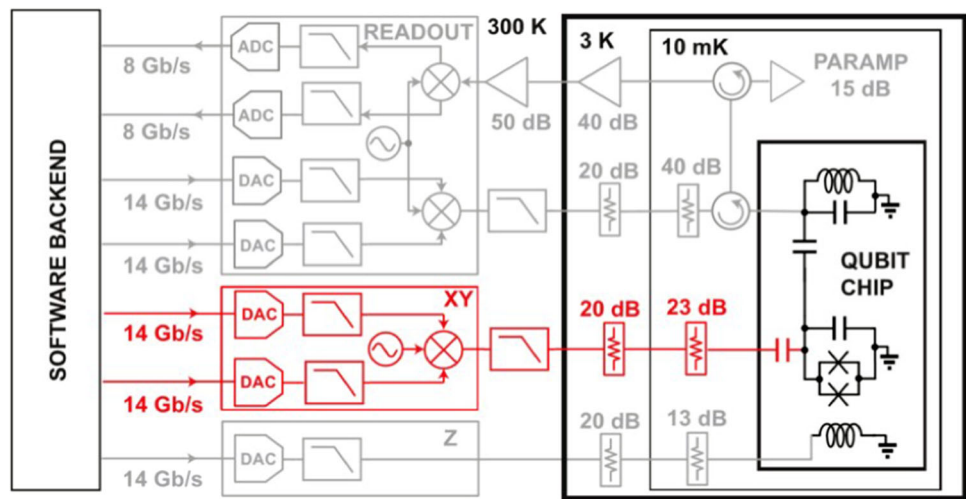 SOFTWARE BACKEND
READOUT
300 K
3 K
10 mK
ADC
8 Gb/s
50 dB
40 dB
PARAMP
15 dB
ADC
8 Gb/s
DAC
14 Gb/s
20 dB
40 dB
DAC
14 Gb/s
QUBIT
CHIP
XY
DAC
14 Gb/s
20 dB
23 dB
DAC
14 Gb/s
Z
DAC
14 Gb/s
20 dB
13 dB